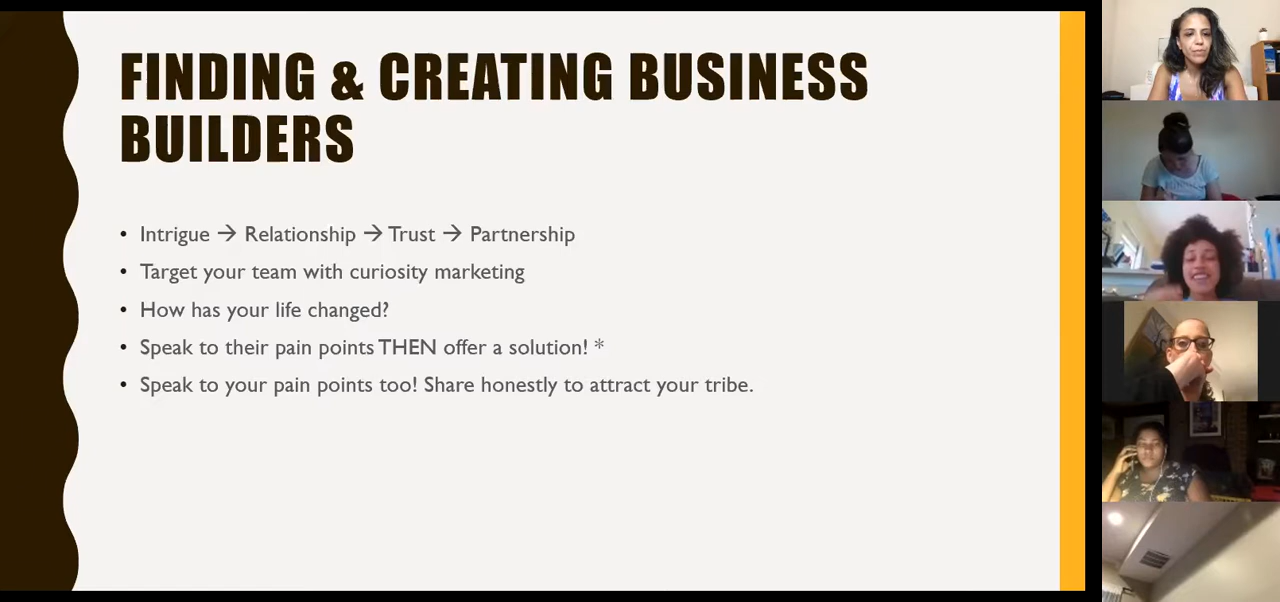 FINDING & CREATING BUSINESS
BUILDERS
• Intrigue → Relationship → Trust → Partnership
• Target your team with curiosity marketing
• How has your life changed?
• Speak to their pain points THEN offer a solution! *
• Speak to your pain points too! Share honestly to attract your tribe.